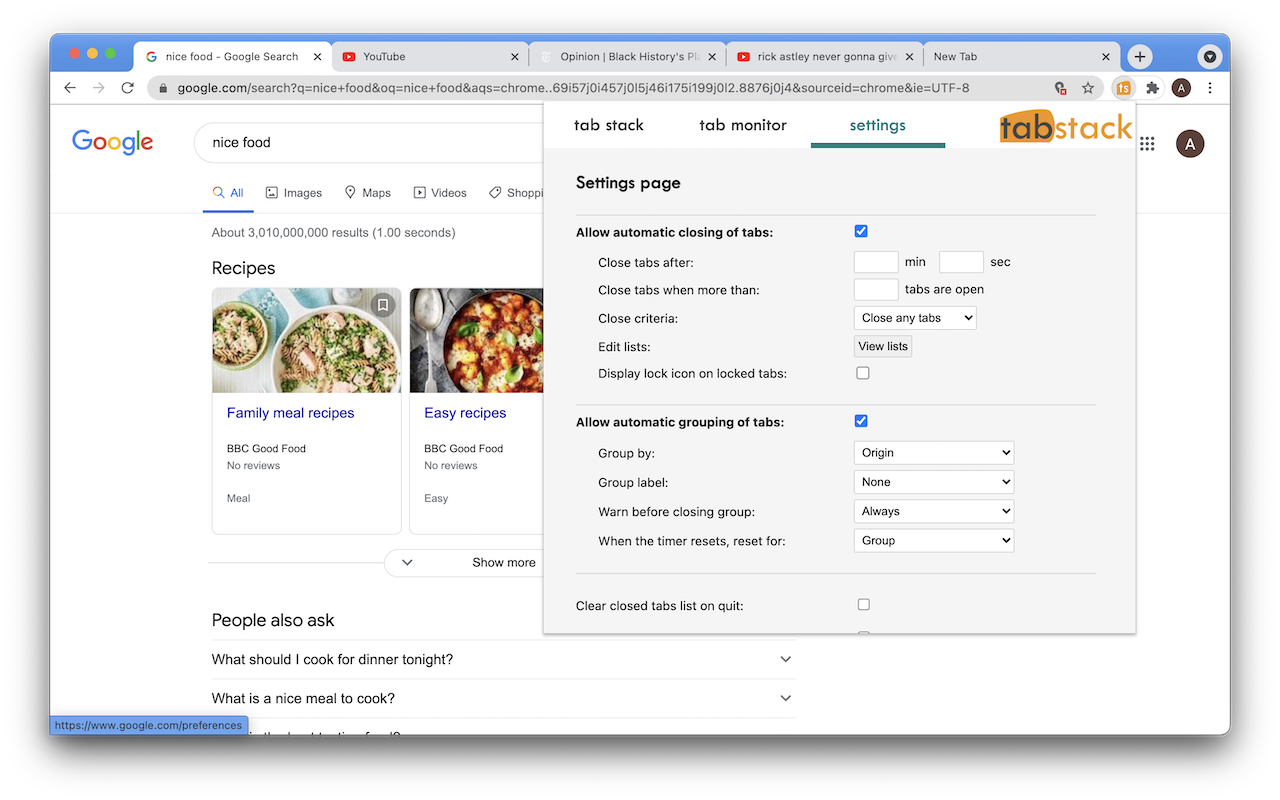 nice food - Google Search
YouTube
Opinion | Black History's Pl
rick astley never gonna give
New Tab
google.com/search?q=nice+food&oq=nice+food&aqs=chrome..69i57j0i457j0l5j46i175i199j0l2.8876j0j4&sourceid=chrome&ie=UTF-8
ts
A
tab stack
tab monitor
settings
tabstack
Google
nice food
A
All
Images
Maps
Videos
Shoppi
About 3,010,000,000 results (1.00 seconds)
Recipes
Family meal recipes
BBC Good Food
No reviews
Meal
Easy recipes
BBC Good Food
No reviews
Easy
Show more
People also ask
What should I cook for dinner tonight?
What is a nice meal to cook?
https://www.google.com/preferences
Settings page
Allow automatic closing of tabs:
Close tabs after: min sec
Close tabs when more than: tabs are open
Close criteria: Close any tabs
Edit lists: View lists
Display lock icon on locked tabs:
Allow automatic grouping of tabs:
Group by: Origin
Group label: None
Warn before closing group: Always
When the timer resets, reset for: Group
Clear closed tabs list on quit: